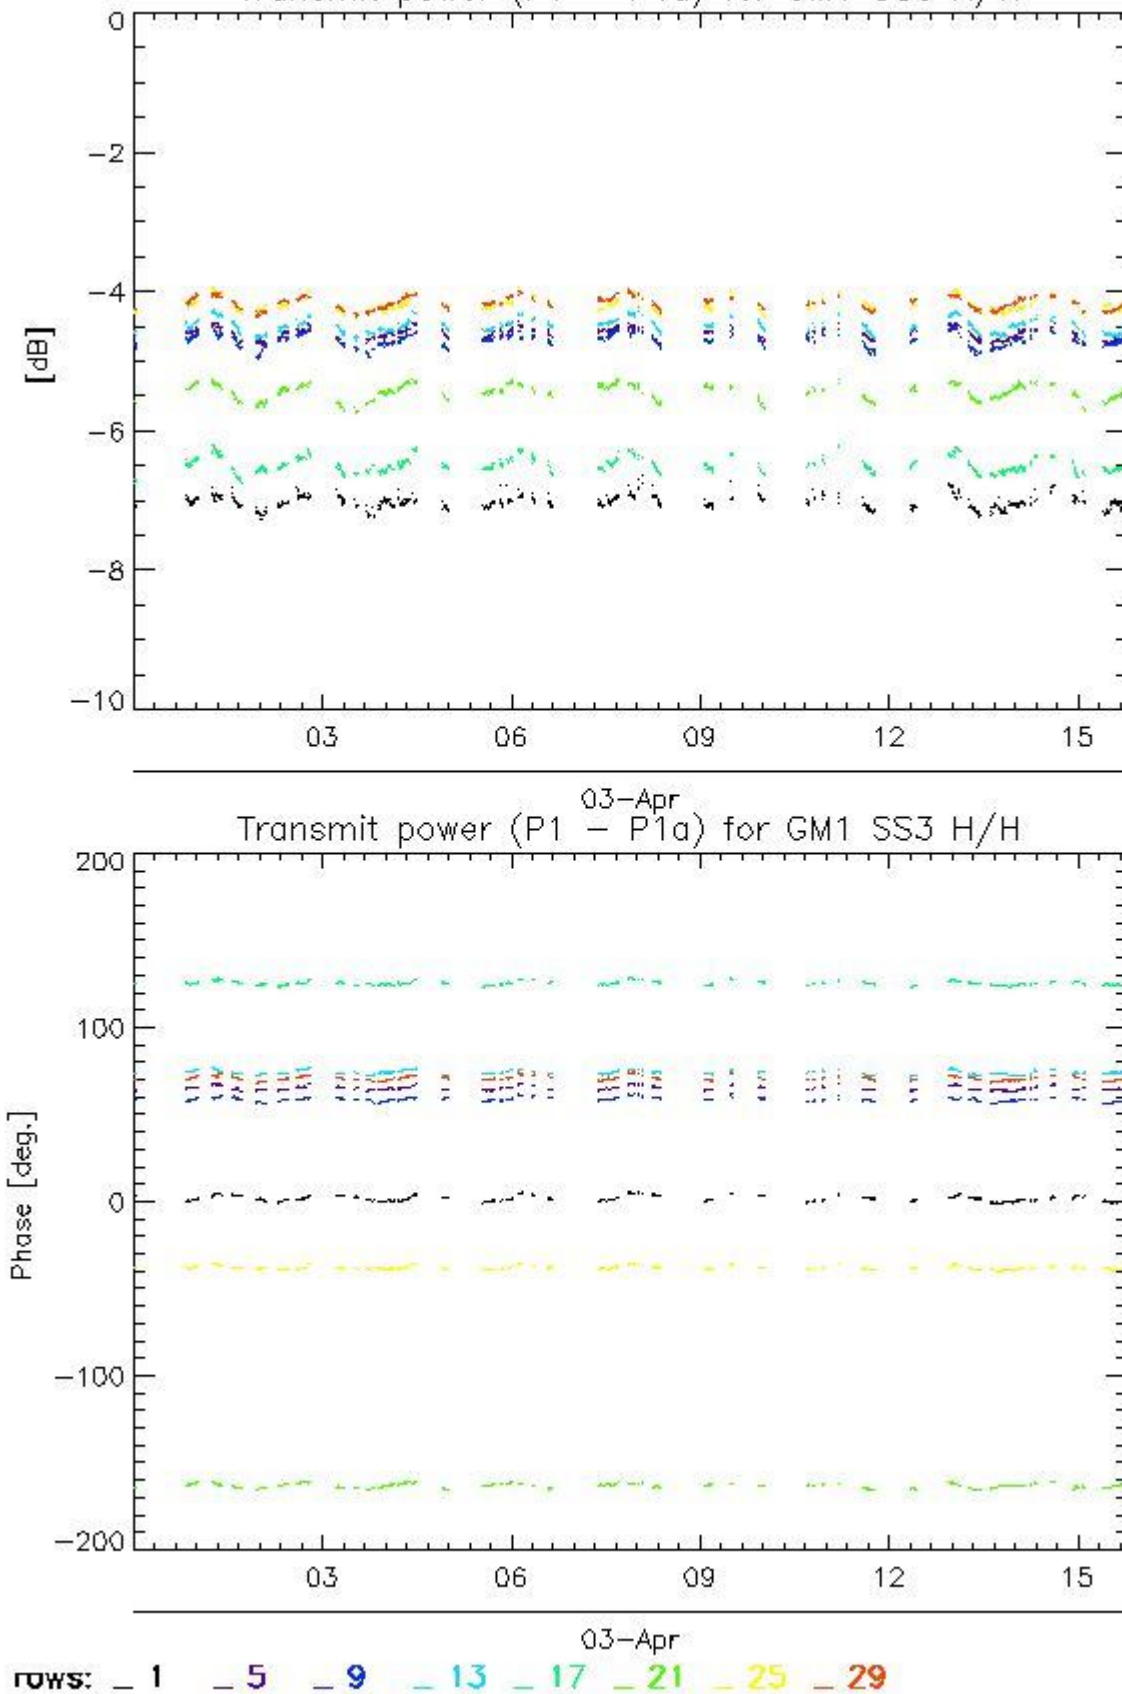 0
-2
-4
[dB]
-6
-8
-10
03 06 09 12 15
03-Apr
Transmit power (P1 - P1a) for GM1 SS3 H/H
200
100
0
Phase [deg.]
-100
-200
03 06 09 12 15
03-Apr
rows: _ 1 _ 5 _ 9 _ 13 _ 17 _ 21 _ 25 _ 29